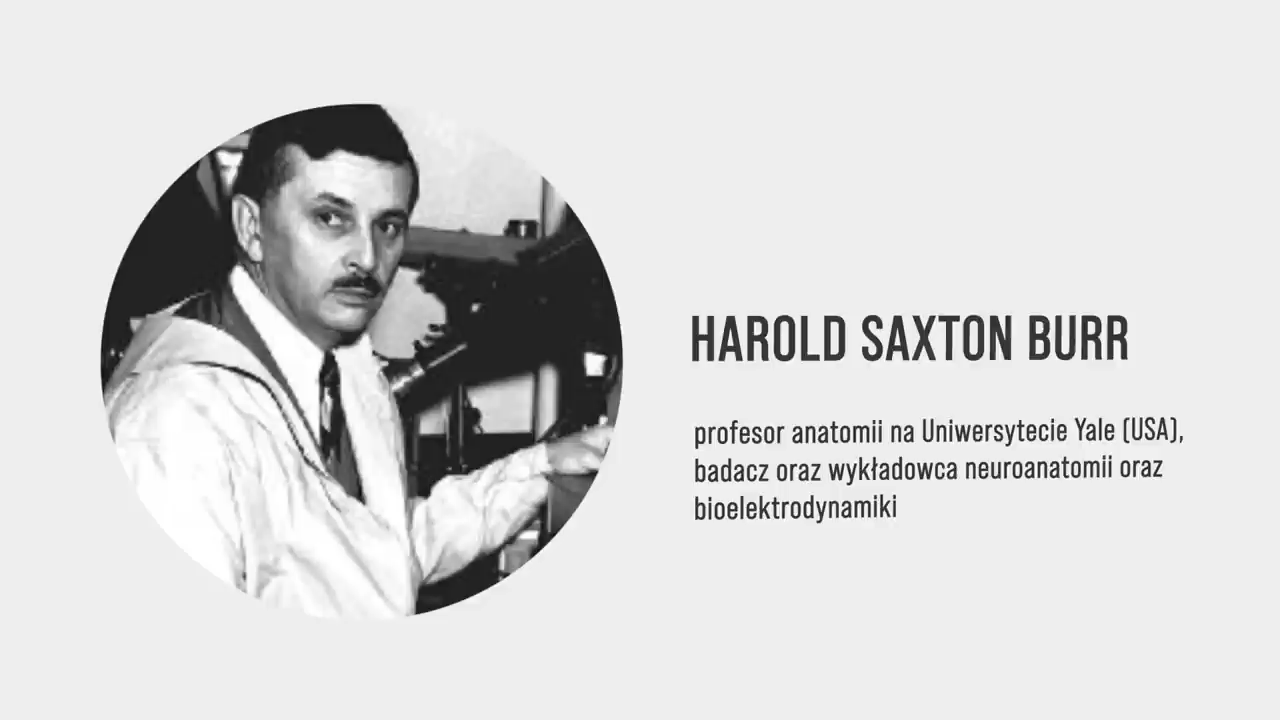 HAROLD SAXTON BURR
profesor anatomii na Uniwersytecie Yale (USA),
badacz oraz wykładowca neuroanatomii oraz
bioelektrodynamiki